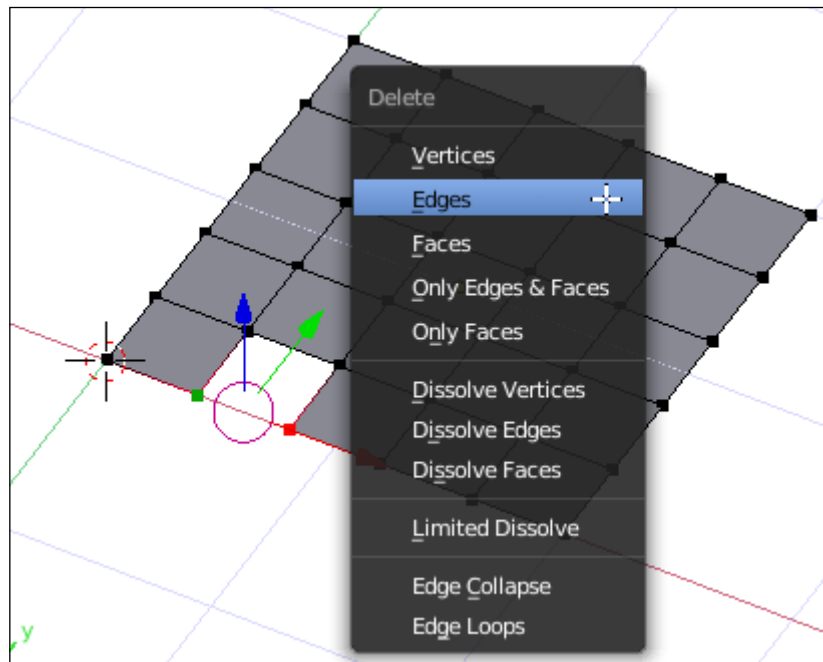 Delete
Vertices
Edges
Faces
Only Edges & Faces
Only Faces
Dissolve Vertices
Dissolve Edges
Dissolve Faces
Limited Dissolve
Edge Collapse
Edge Loops
y